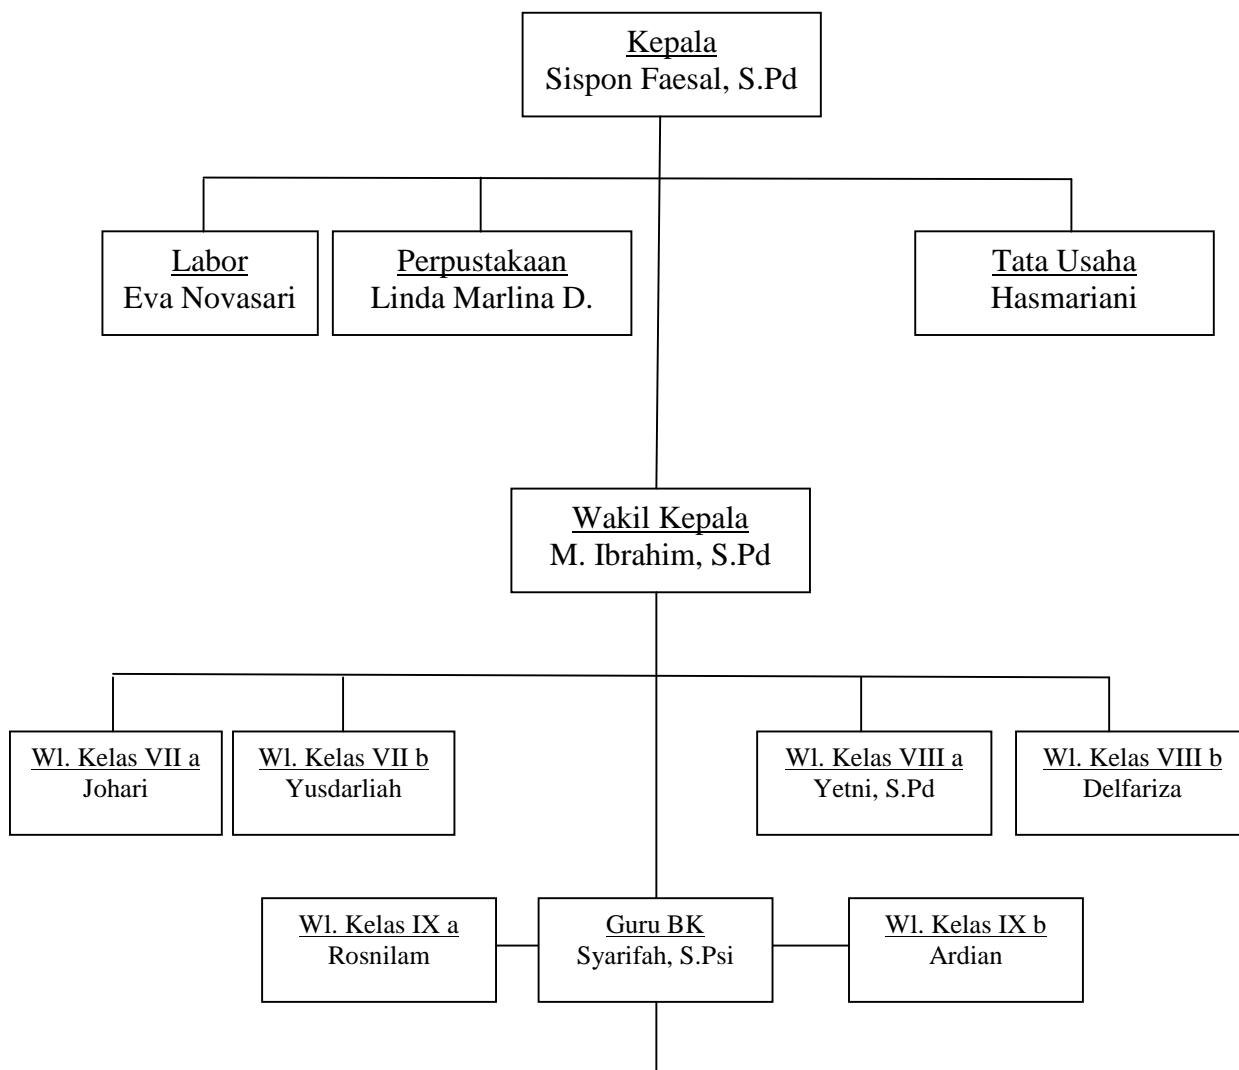 Kepala
Sispon Faesal, S.Pd
Labor
Eva Novasari
Perpustakaan
Linda Marlina D.
Tata Usaha
Hasmariani
Wakil Kepala
M. Ibrahim, S.Pd
Wl. Kelas VII a
Johari
Wl. Kelas VII b
Yusdarliah
Wl. Kelas VIII a
Yetni, S.Pd
Wl. Kelas VIII b
Delfariza
Wl. Kelas IX a
Rosnilam
Guru BK
Syarifah, S.Psi
Wl. Kelas IX b
Ardian